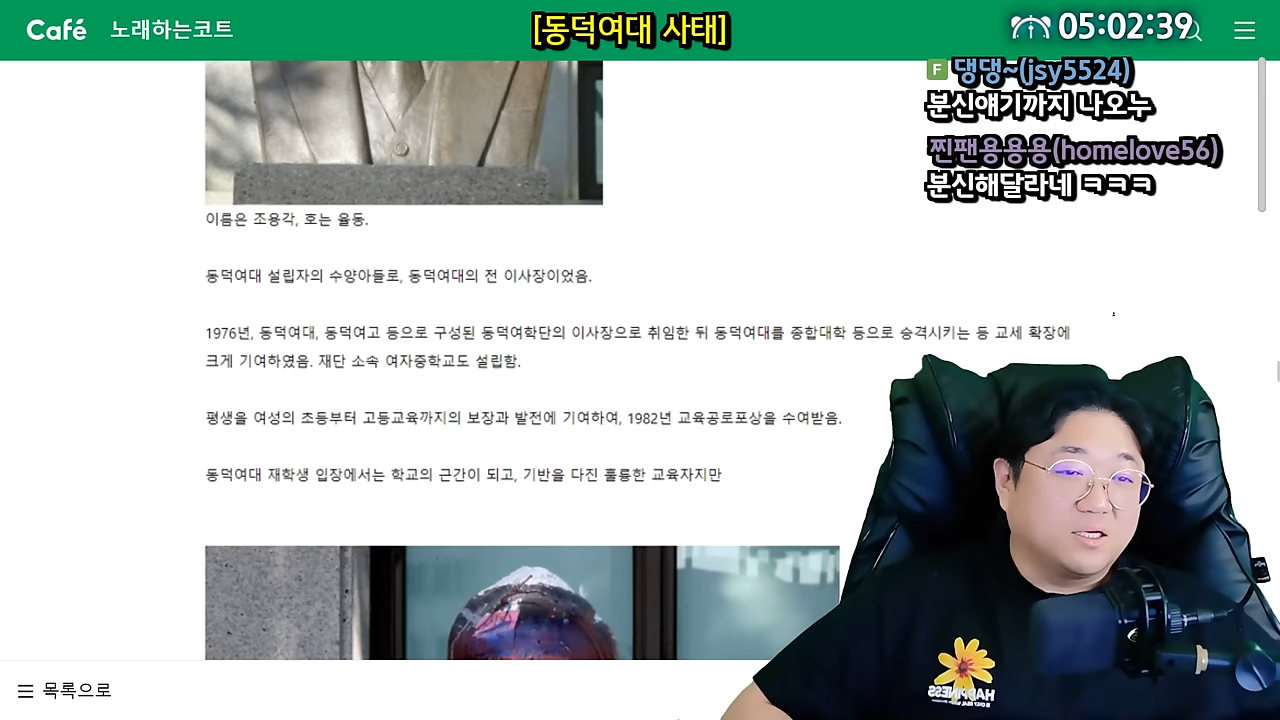 Café 노래하는코트
[동덕여대 사태]
05:02:39
F 댕댕~(jsy5524)
분신얘기까지 나오누
찐팬용용용(homelove56)
분신해달라네 ㅋㅋㅋ
이름은 조용각, 호는 율동.
동덕여대 설립자의 수양아들로, 동덕여대의 전 이사장이었음.
1976년, 동덕여대, 동덕여고 등으로 구성된 동덕여학단의 이사장으로 취임한 뒤 동덕여대를 종합대학 등으로 승격시키는 등 교세 확장에
크게 기여하였음. 재단 소속 여자중학교도 설립함.
평생을 여성의 초등부터 고등교육까지의 보장과 발전에 기여하여, 1982년 교육공로포상을 수여받음.
동덕여대 재학생 입장에서는 학교의 근간이 되고, 기반을 다진 훌륭한 교육자지만
HAPPINESS
목록으로